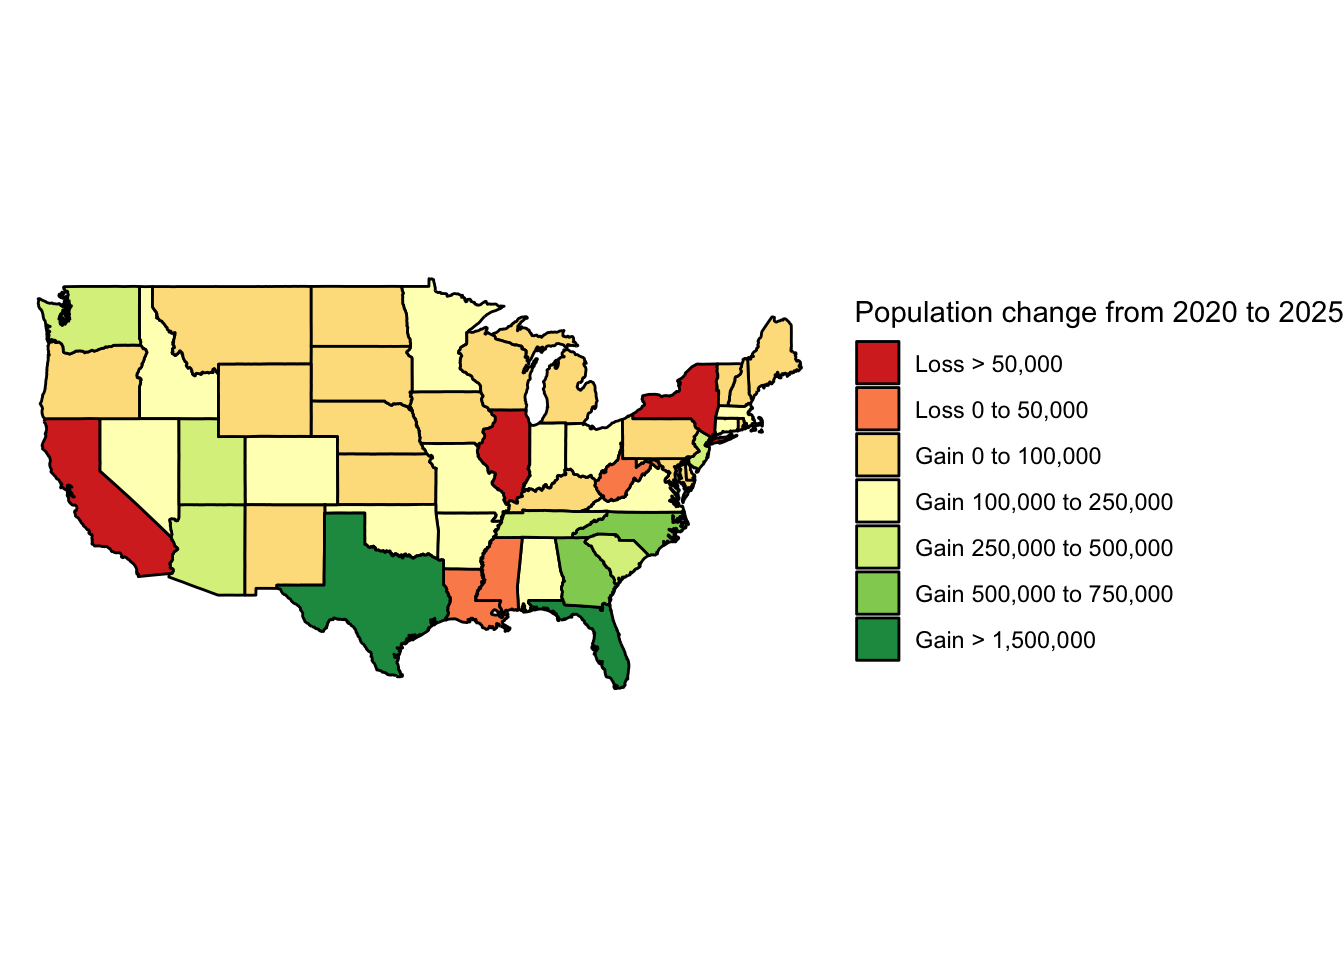 Population change from 2020 to 2025
Loss > 50,000
Loss 0 to 50,000
Gain 0 to 100,000
Gain 100,000 to 250,000
Gain 250,000 to 500,000
Gain 500,000 to 750,000
Gain > 1,500,000